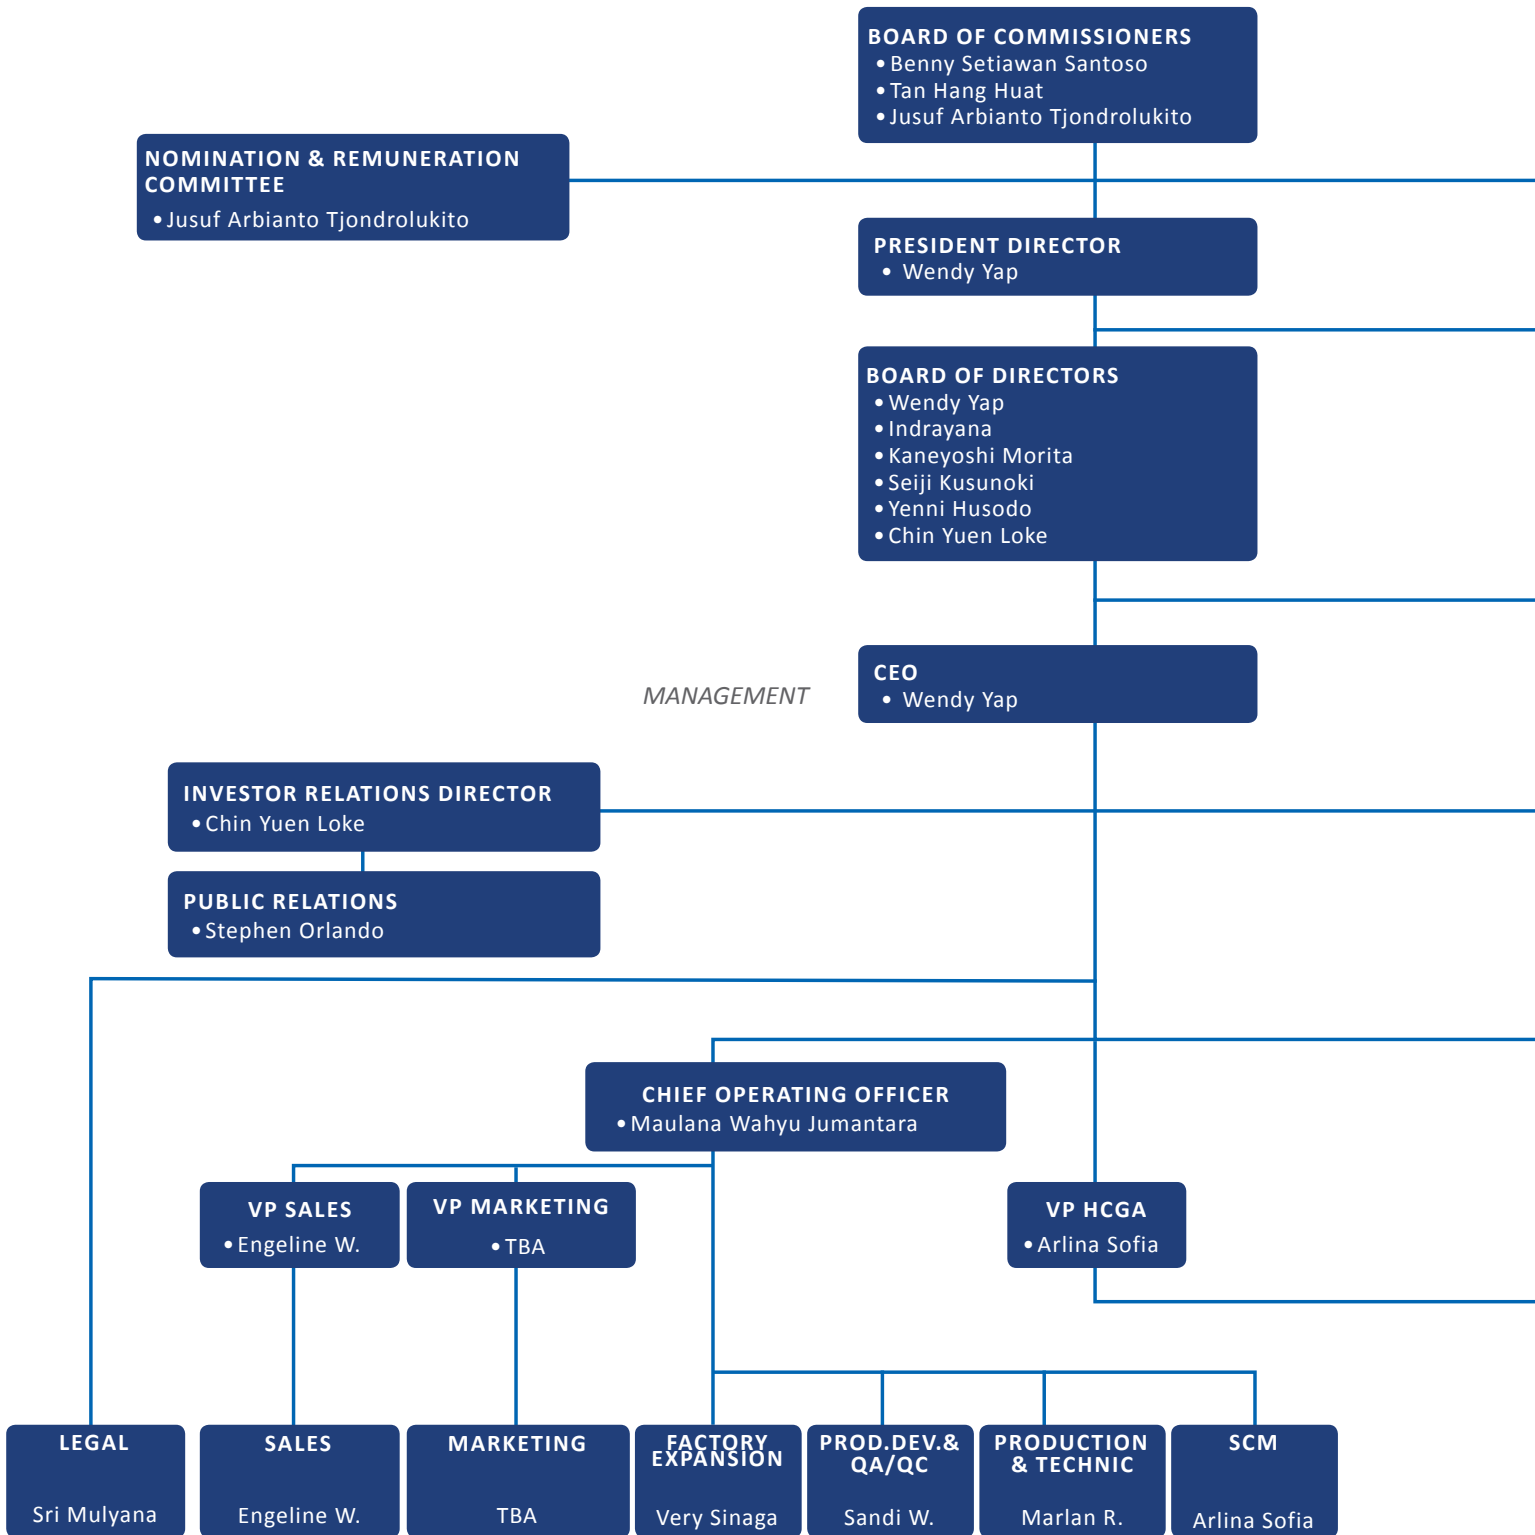 BOARD OF COMMISSIONERS
• Benny Setiawan Santoso
• Tan Hang Huat
• Jusuf Arbianto Tjondrolukito
NOMINATION & REMUNERATION
COMMITTEE
• Jusuf Arbianto Tjondrolukito
PRESIDENT DIRECTOR
• Wendy Yap
BOARD OF DIRECTORS
• Wendy Yap
• Indrayana
• Kaneyoshi Morita
• Seiji Kusunoki
• Yenni Husodo
• Chin Yuen Loke
CEO
• Wendy Yap
MANAGEMENT
INVESTOR RELATIONS DIRECTOR
• Chin Yuen Loke
PUBLIC RELATIONS
• Stephen Orlando
CHIEF OPERATING OFFICER
• Maulana Wahyu Jumantara
VP SALES
• Engeline W.
VP MARKETING
• TBA
VP HCGA
• Arlina Sofia
LEGAL
Sri Mulyana
SALES
Engeline W.
MARKETING
TBA
FACTORY
EXPANSION
Very Sinaga
PROD.DEV.&
QA/QC
Sandi W.
PRODUCTION
& TECHNIC
Marlan R.
SCM
Arlina Sofia